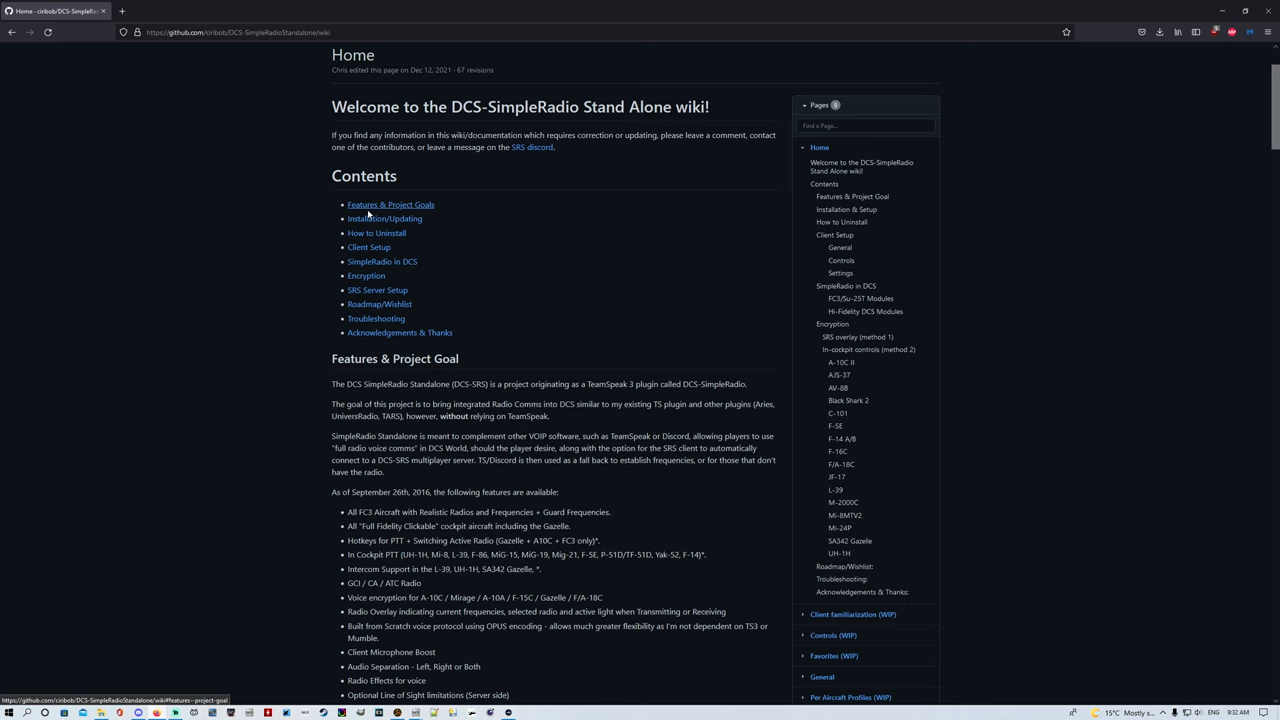 Home · ciribob/DCS-SimpleRa
https://github.com/ciribob/DCS-SimpleRadioStandalone/wiki
Home
Chris edited this page on Dec 12, 2021 · 67 revisions
Welcome to the DCS-SimpleRadio Stand Alone wiki!
If you find any information in this wiki/documentation which requires correction or updating, please leave a comment, contact
one of the contributors, or leave a message on the SRS discord.
Contents
• Features & Project Goals
• Installation/Updating
• How to Uninstall
• Client Setup
• SimpleRadio in DCS
• Encryption
• SRS Server Setup
• Roadmap/Wishlist
• Troubleshooting
• Acknowledgements & Thanks
Features & Project Goal
The DCS SimpleRadio Standalone (DCS-SRS) is a project originating as a TeamSpeak 3 plugin called DCS-SimpleRadio.
The goal of this project is to bring integrated Radio Comms into DCS similar to my existing TS plugin and other plugins (Aries,
UniversRadio, TARS), however, without relying on TeamSpeak.
SimpleRadio Standalone is meant to complement other VOIP software, such as TeamSpeak or Discord, allowing players to use
"full radio voice comms" in DCS World, should the player desire, along with the option for the SRS client to automatically
connect to a DCS-SRS multiplayer server. TS/Discord is then used as a fall back to establish frequencies, or for those that don't
have the radio.
As of September 26th, 2016, the following features are available:
• All FC3 Aircraft with Realistic Radios and Frequencies + Guard Frequencies.
• All "Full Fidelity Clickable" cockpit aircraft including the Gazelle.
• Hotkeys for PTT + Switching Active Radio (Gazelle + A10C + FC3 only)*.
• In Cockpit PTT (UH-1H, Mi-8, L-39, F-86, MiG-15, MiG-19, Mig-21, F-5E, P-51D/TF-51D, Yak-52, F-14)*.
• Intercom Support in the L-39, UH-1H, SA342 Gazelle, *.
• GCI / CA / ATC Radio
• Voice encryption for A-10C / Mirage / A-10A / F-15C / Gazelle / F/A-18C
• Radio Overlay indicating current frequencies, selected radio and active light when Transmitting or Receiving
• Built from Scratch voice protocol using OPUS encoding - allows much greater flexibility as I'm not dependent on TS3 or
Mumble.
• Client Microphone Boost
• Audio Separation - Left, Right or Both
• Radio Effects for voice
• Optional Line of Sight limitations (Server side)
Pages 9
Find a Page...
Home
Welcome to the DCS-SimpleRadio
Stand Alone wiki!
Contents
Features & Project Goal
Installation & Setup
How to Uninstall
Client Setup
General
Controls
Settings
SimpleRadio in DCS
FC3/Su-25T Modules
Hi-Fidelity DCS Modules
Encryption
SRS overlay (method 1)
In-cockpit controls (method 2)
A-10C II
AJS-37
AV-8B
Black Shark 2
C-101
F-5E
F-14 A/B
F-16C
F/A-18C
JF-17
L-39
M-2000C
Mi-8MTV2
Mi-24P
SA342 Gazelle
UH-1H
Roadmap/Wishlist:
Troubleshooting:
Acknowledgements & Thanks:
Client familiarization (WIP)
Controls (WIP)
Favorites (WIP)
General
Per Aircraft Profiles (WIP)
https://github.com/ciribob/DCS-SimpleRadioStandalone/wiki#features--project-goal
15°C Mostly s... ENG 9:32 AM